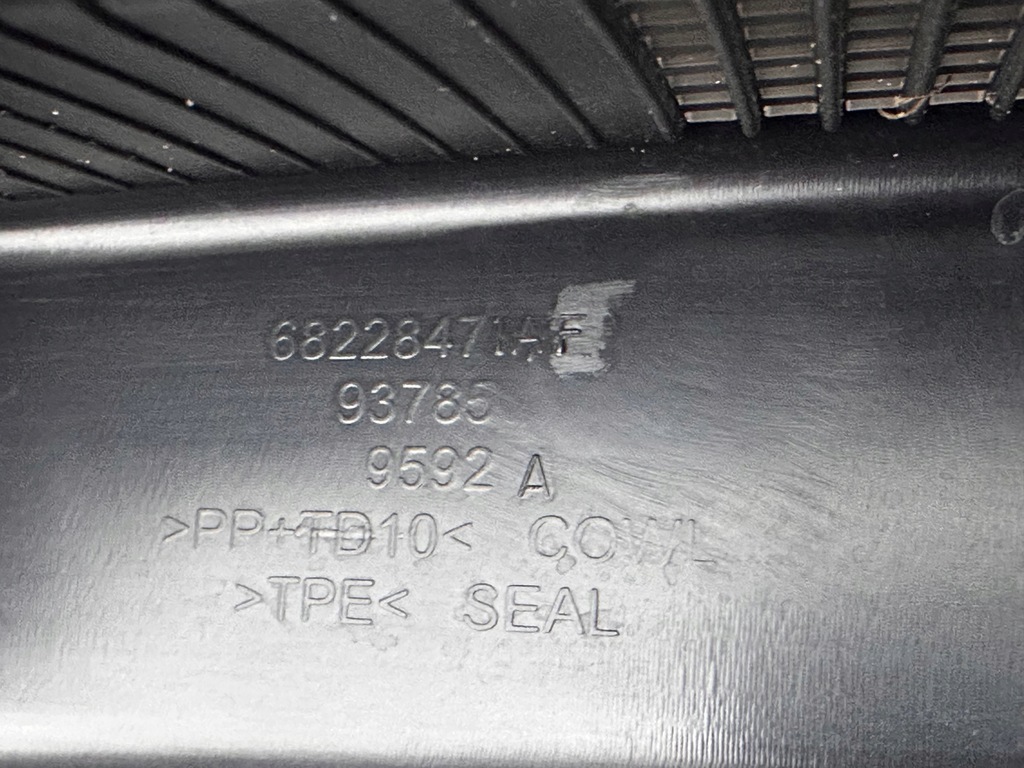 68228471AF
93785
9592 A
>PP+TD10< COWL
>TPE< SEAL